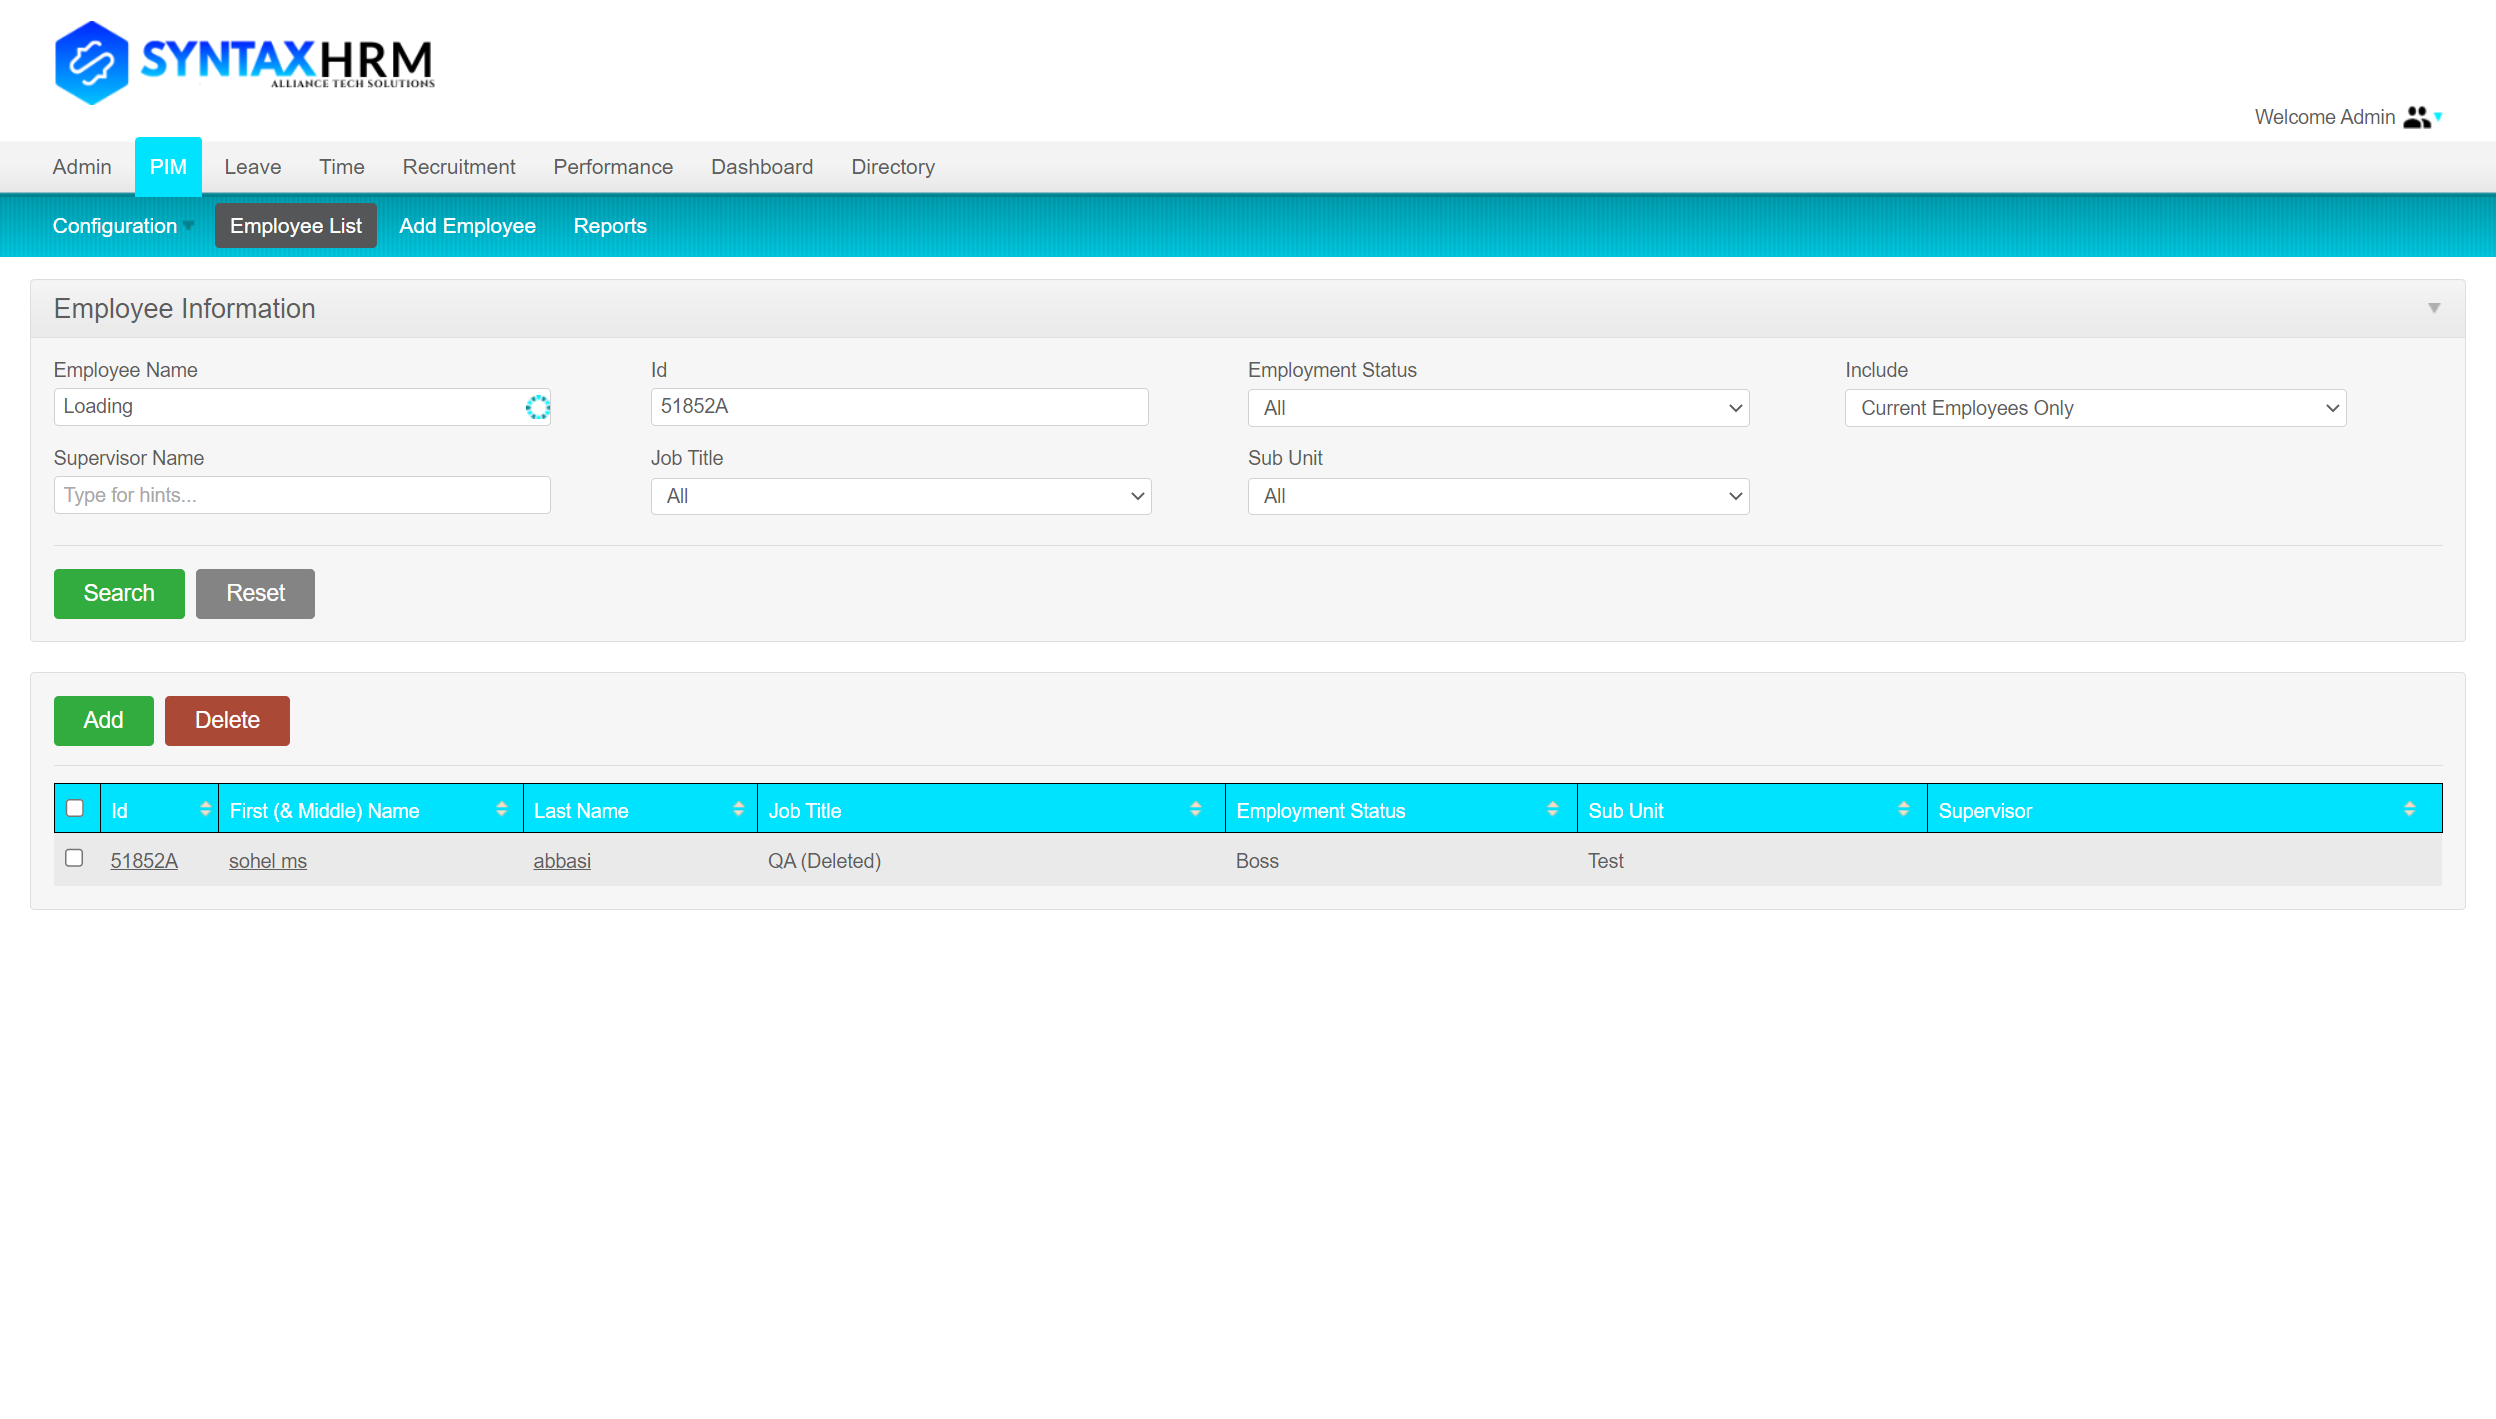 SYNTAXHRM
ALLIANCE TECH SOLUTIONS
Welcome Admin
Admin PIM Leave Time Recruitment Performance Dashboard Directory
Configuration Employee List Add Employee Reports
Employee Information
Employee Name Id Employment Status Include
Loading 51852A All Current Employees Only
Supervisor Name Job Title Sub Unit
Type for hints... All All
Search Reset
Add Delete
Id First (& Middle) Name Last Name Job Title Employment Status Sub Unit Supervisor
51852A sohel ms abbasi QA (Deleted) Boss Test